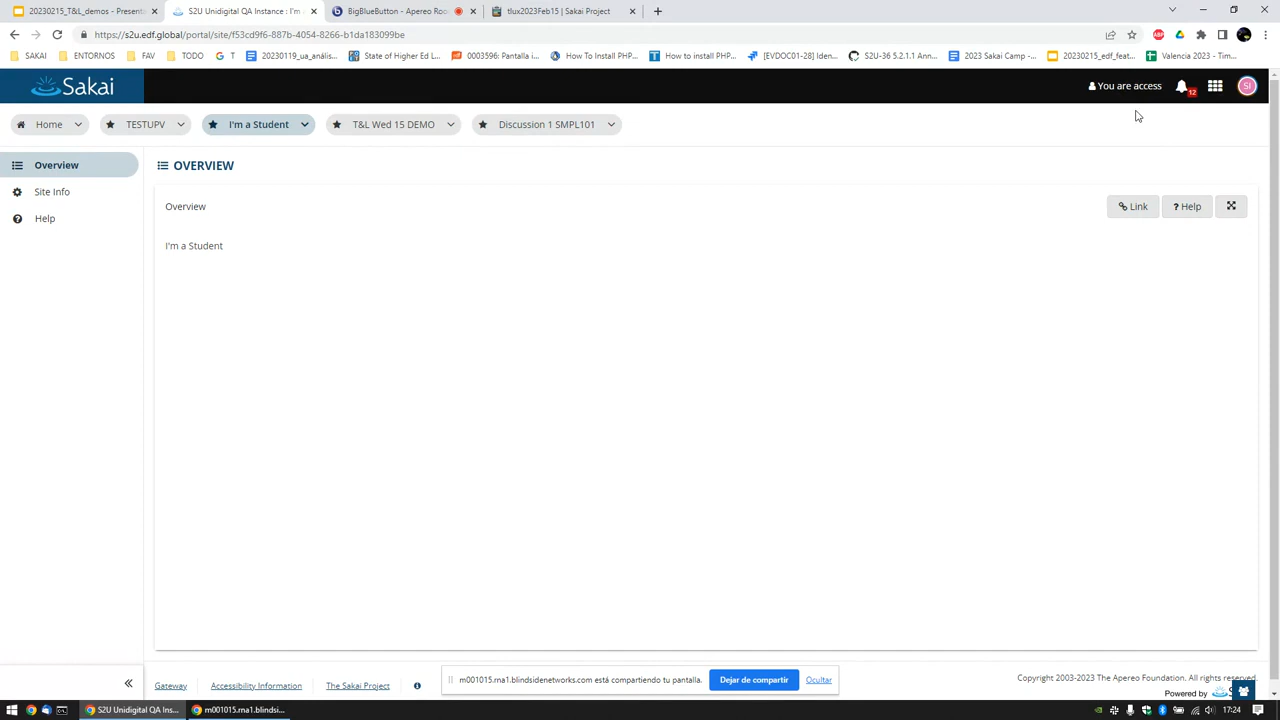 20230215_T&L_demos - Present
S2U Unidigital QA Instance : I'm
BigBlueButton - Apereo Roo
tlux2023Feb15 | Sakai Project
https://s2u.edf.global/portal/site/f53cd9f6-887b-4054-8266-b1da183099be
SAKAI
ENTORNOS
FAV
TODO
T
20230119_ua_anális...
State of Higher Ed L...
0003596: Pantalla i...
How To Install PHP...
How to install PHP...
[EVDOC01-28] Iden...
S2U-36 5.2.1.1 Ann...
2023 Sakai Camp -...
20230215_edf_feat...
Valencia 2023 - Tim...
Sakai
You are access
12
SI
Home
TESTUPV
I'm a Student
T&L Wed 15 DEMO
Discussion 1 SMPL101
Overview
Site Info
Help
OVERVIEW
Overview
Link
? Help
I'm a Student
Gateway
Accessibility Information
The Sakai Project
m001015.rna1.blindsidenetworks.com está compartiendo tu pantalla.
Dejar de compartir
Ocultar
Copyright 2003-2023 The Apereo Foundation. All rights reserved.
Powered by
S2U Unidigital QA Ins...
m001015.rna1.blindsi...
17:24